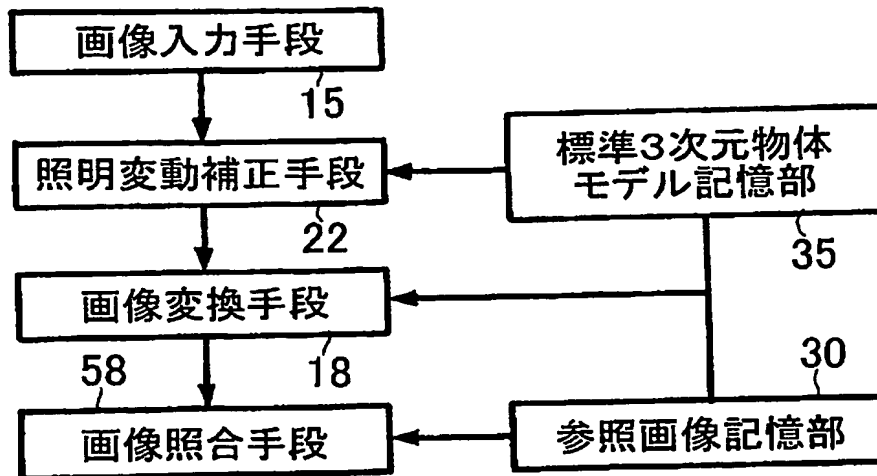 画像入力手段
15
照明変動補正手段
22
標準3次元物体
モデル記憶部
35
画像変換手段
18
58
画像照合手段
30
参照画像記憶部